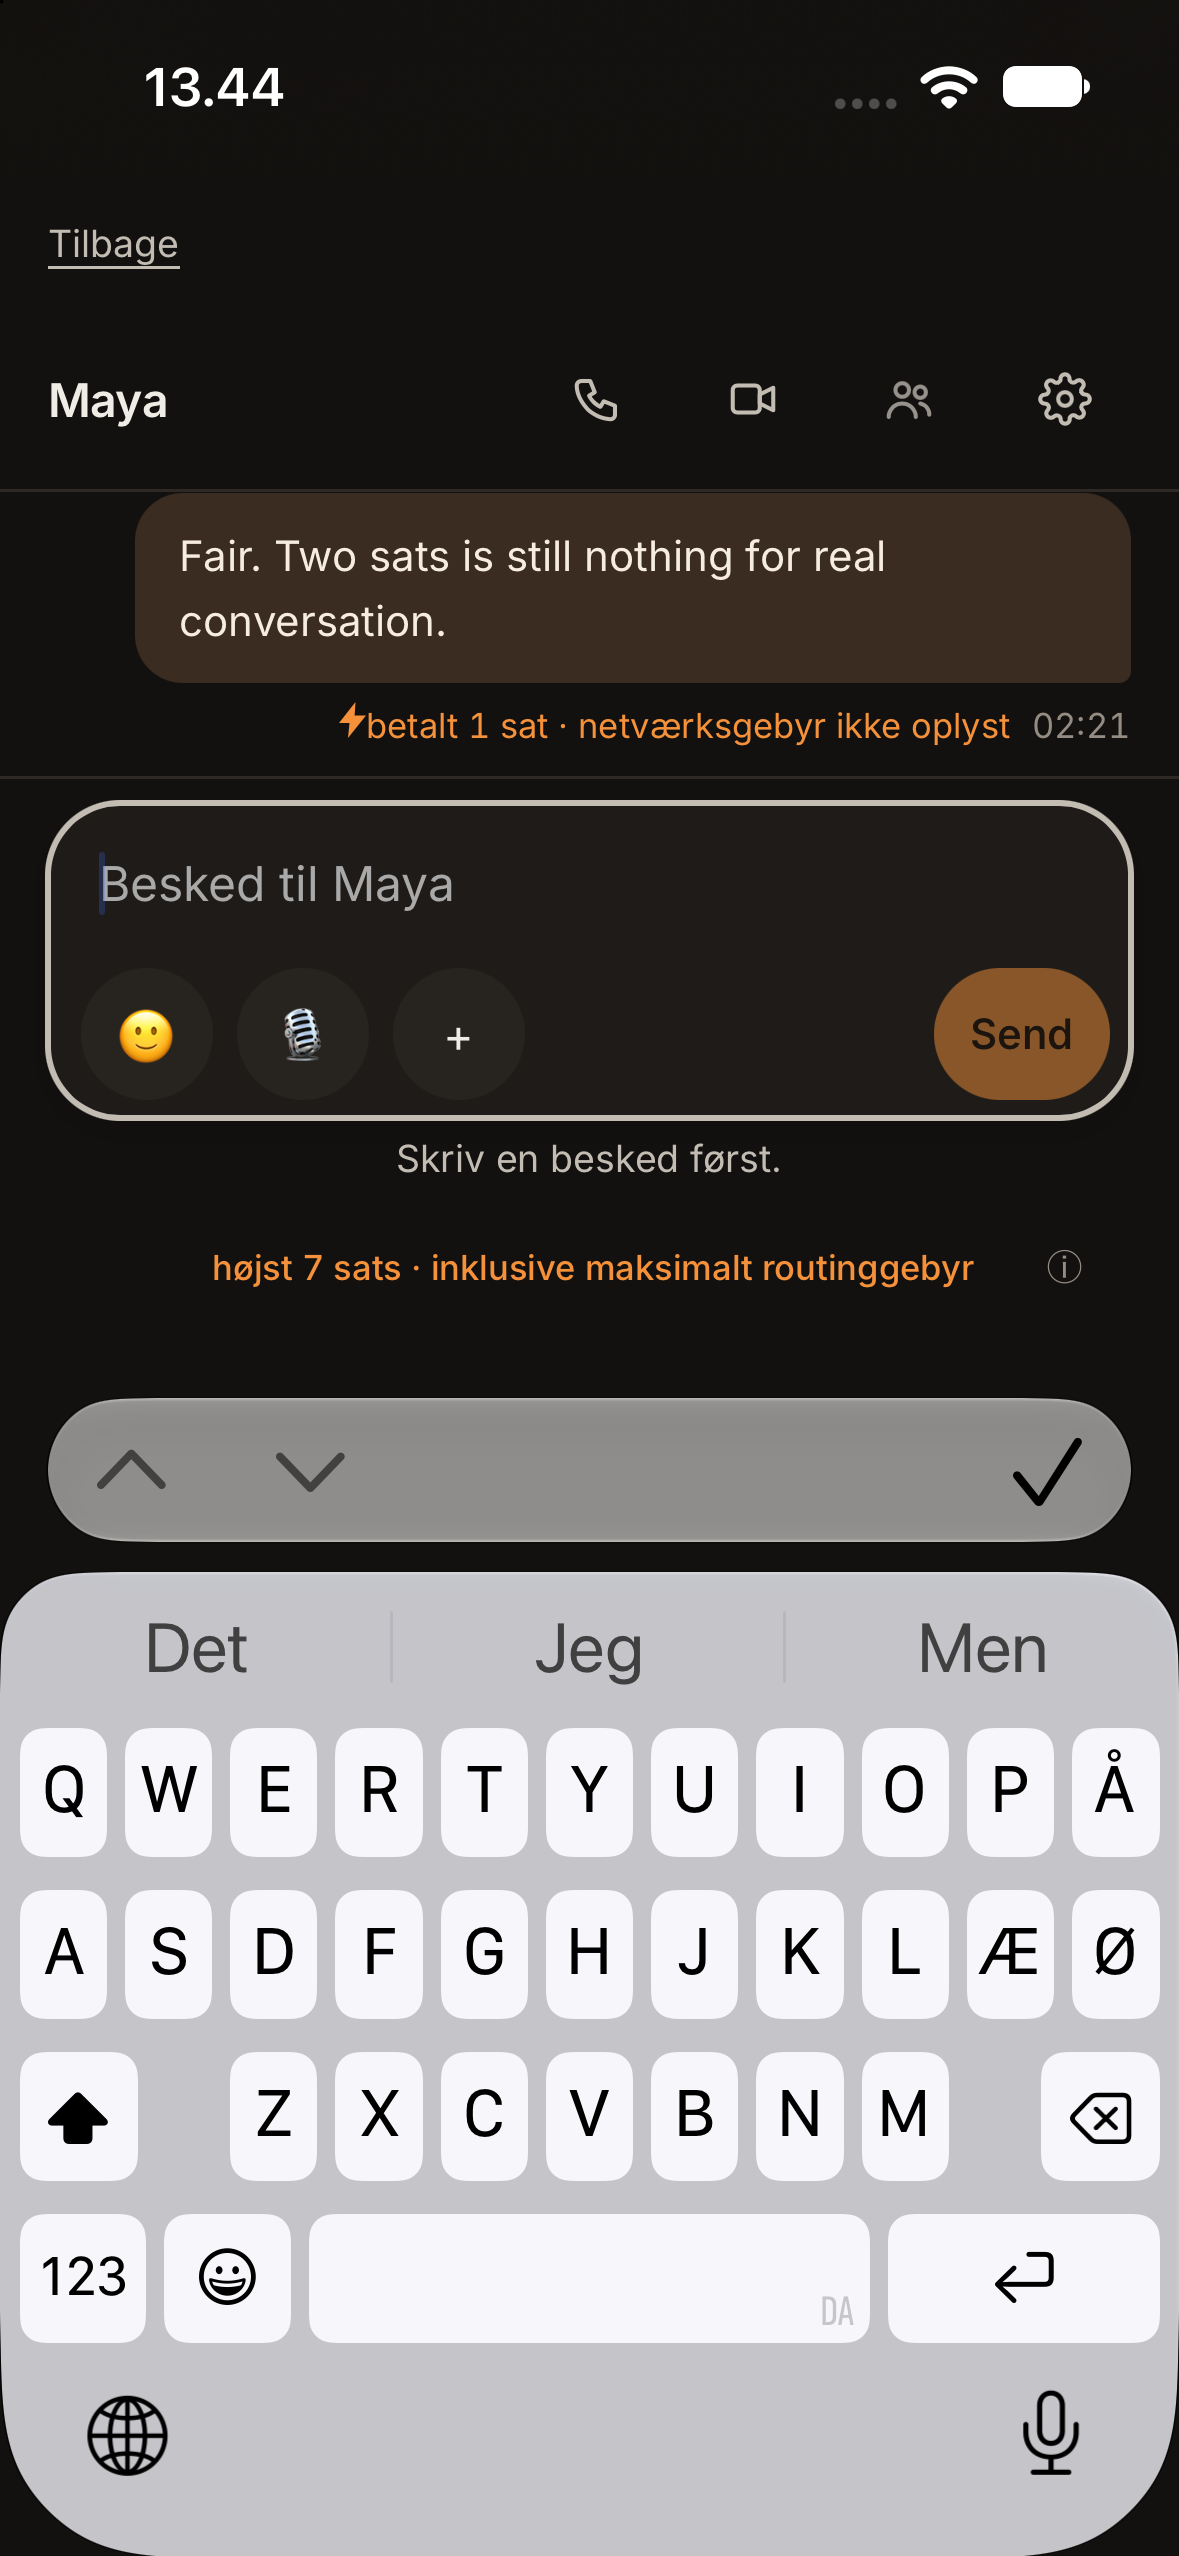 13.44
Tilbage
Maya
Fair. Two sats is still nothing for real
conversation.
betalt 1 sat · netværksgebyr ikke oplyst 02:21
Besked til Maya
+
Send
Skriv en besked først.
højst 7 sats · inklusive maksimalt routinggebyr ⓘ
Det Jeg Men
Q W E R T Y U I O P Å
A S D F G H J K L Æ Ø
Z X C V B N M
123
DA